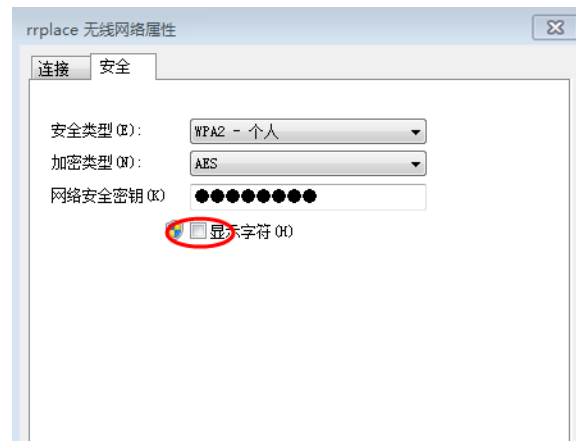 rrplace 无线网络属性
连接 安全
安全类型(E): WPA2 - 个人
加密类型(N): AES
网络安全密钥(K) ●●●●●●●●
显示字符(H)